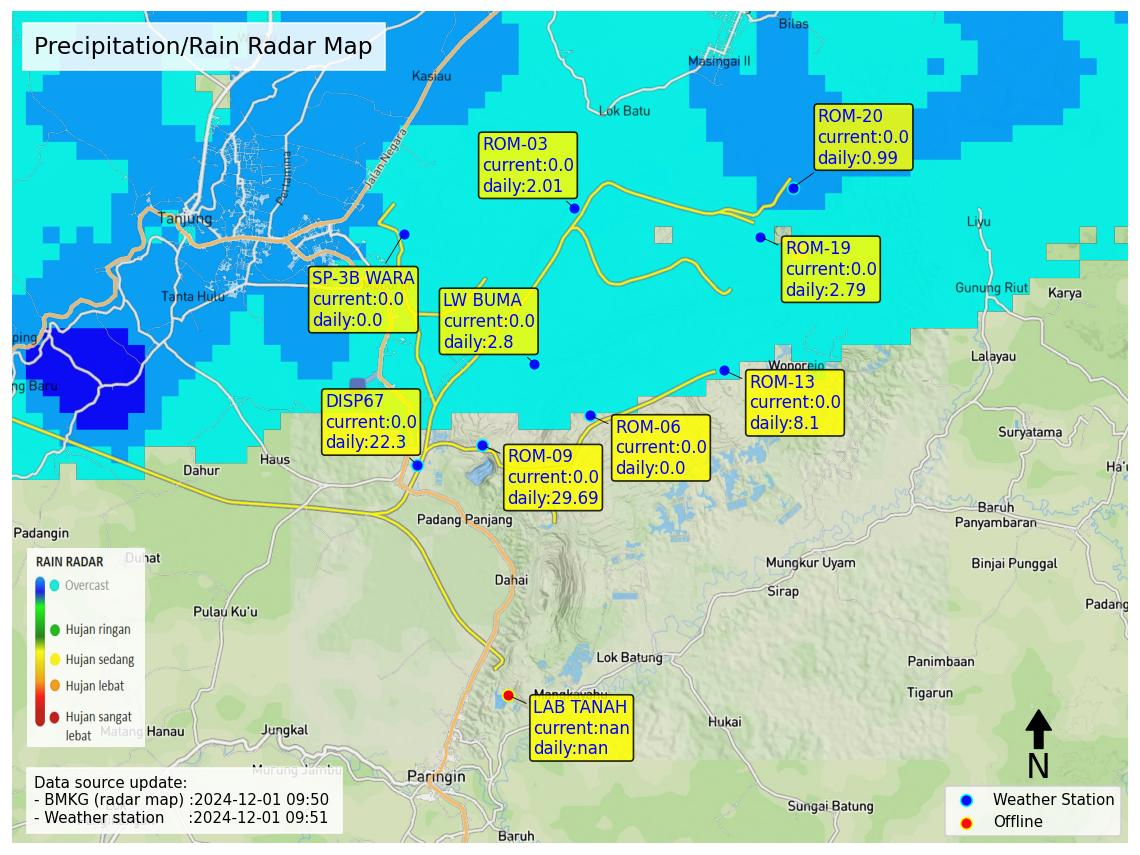 Precipitation/Rain Radar Map
Bilas
Masingai II
Kasiau
Lok Batu
ROM-20
current:0.0
daily:0.99
ROM-03
current:0.0
daily:2.01
Jalan Negara
Pertamina
Tanjung
Liyu
ROM-19
current:0.0
daily:2.79
SP-3B WARA
current:0.0
daily:0.0
LW BUMA
current:0.0
daily:2.8
Tanta Hulu
Gunung Riut
Karya
ping
Lalayau
Wonorejo
ng Baru
ROM-13
current:0.0
daily:8.1
DISP67
current:0.0
daily:22.3
ROM-06
current:0.0
daily:0.0
Suryatama
ROM-09
current:0.0
daily:29.69
Haus
Dahur
Ha'u
Baruh
Panyambaran
Padang Panjang
Padangin
Duhat
Mungkur Uyam
Binjai Punggal
Dahai
Sirap
Padang
Pulau Ku'u
RAIN RADAR
Overcast
Hujan ringan
Hujan sedang
Hujan lebat
Hujan sangat
lebat
Lok Batung
Panimbaan
Tigarun
Mangkayahu
LAB TANAH
current:nan
daily:nan
Hukai
Matang Hanau
Jungkal
Murung Jambu
Paringin
N
Data source update:
- BMKG (radar map) :2024-12-01 09:50
- Weather station :2024-12-01 09:51
Weather Station
Offline
Sungai Batung
Baruh